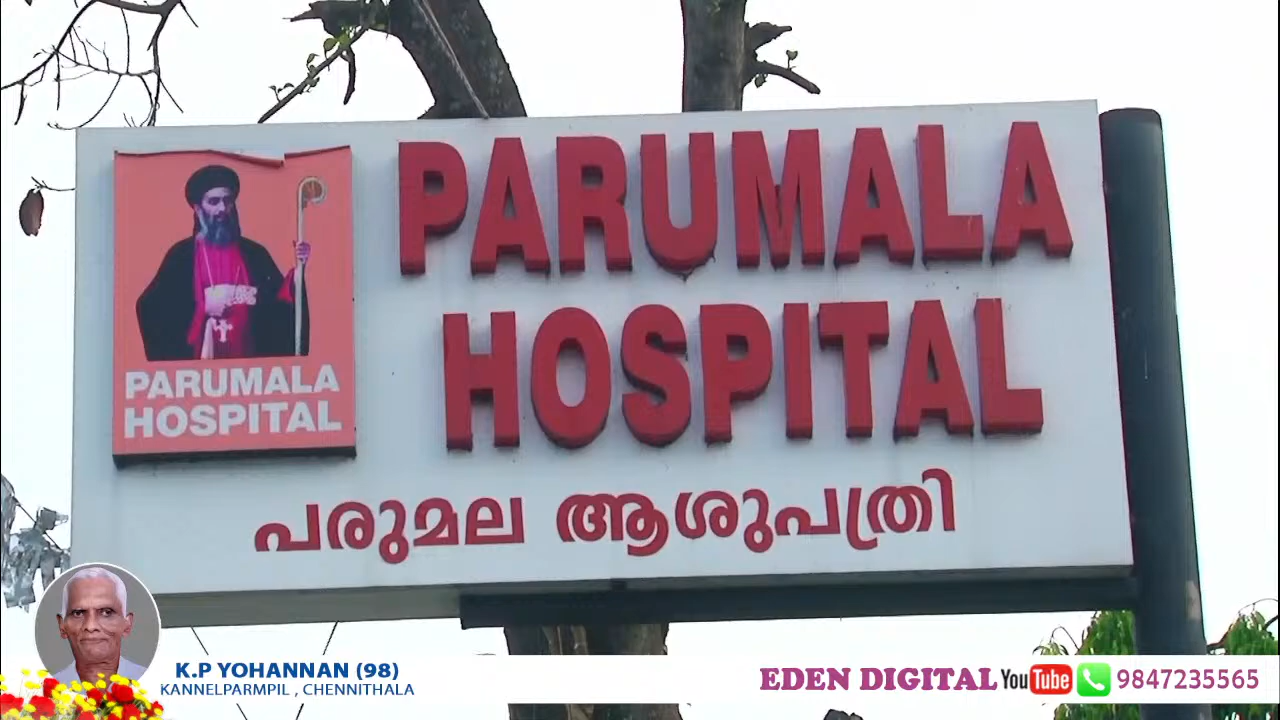 PARUMALA
HOSPITAL
PARUMALA
HOSPITAL
പരുമല ആശുപത്രി
K.P YOHANNAN (98)
KANNELPARMPIL , CHENNITHALA
EDEN DIGITAL YouTube 9847235565